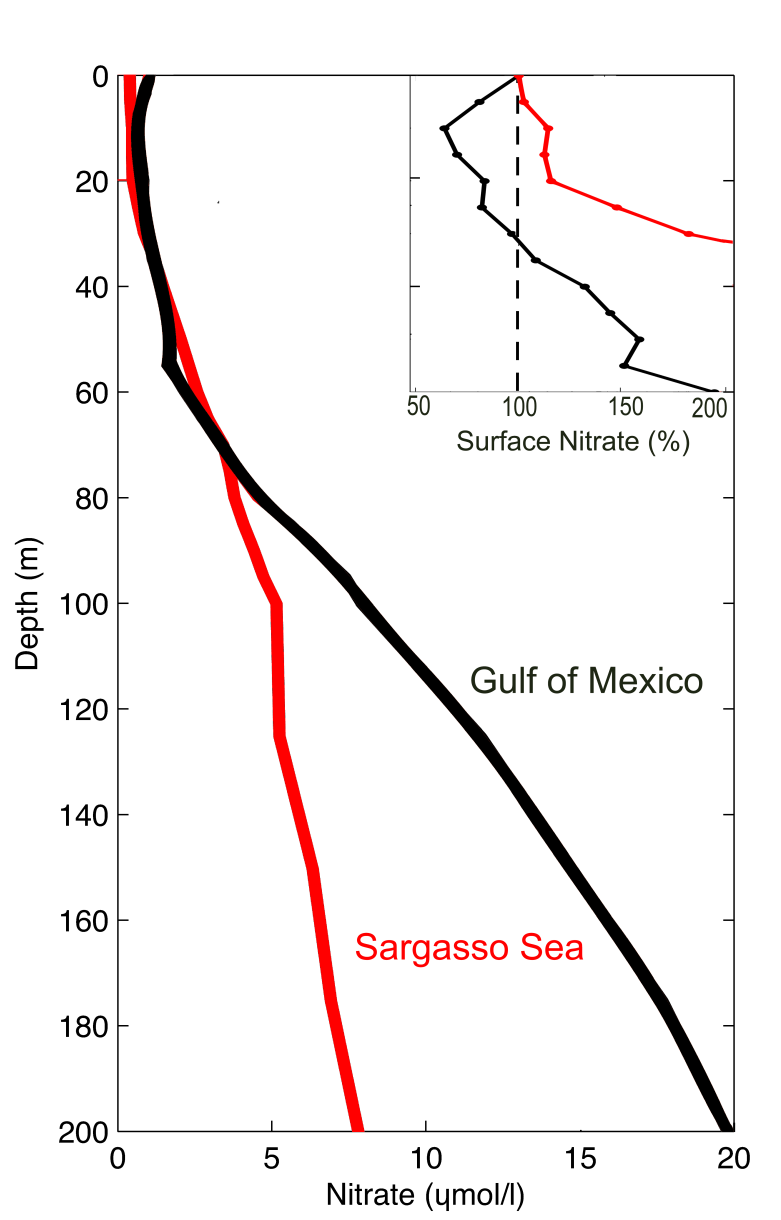 0
20
40
60
80
100
120
140
160
180
200
Depth (m)
50 100 150 200
Surface Nitrate (%)
Gulf of Mexico
Sargasso Sea
0 5 10 15 20
Nitrate (ųmol/l)